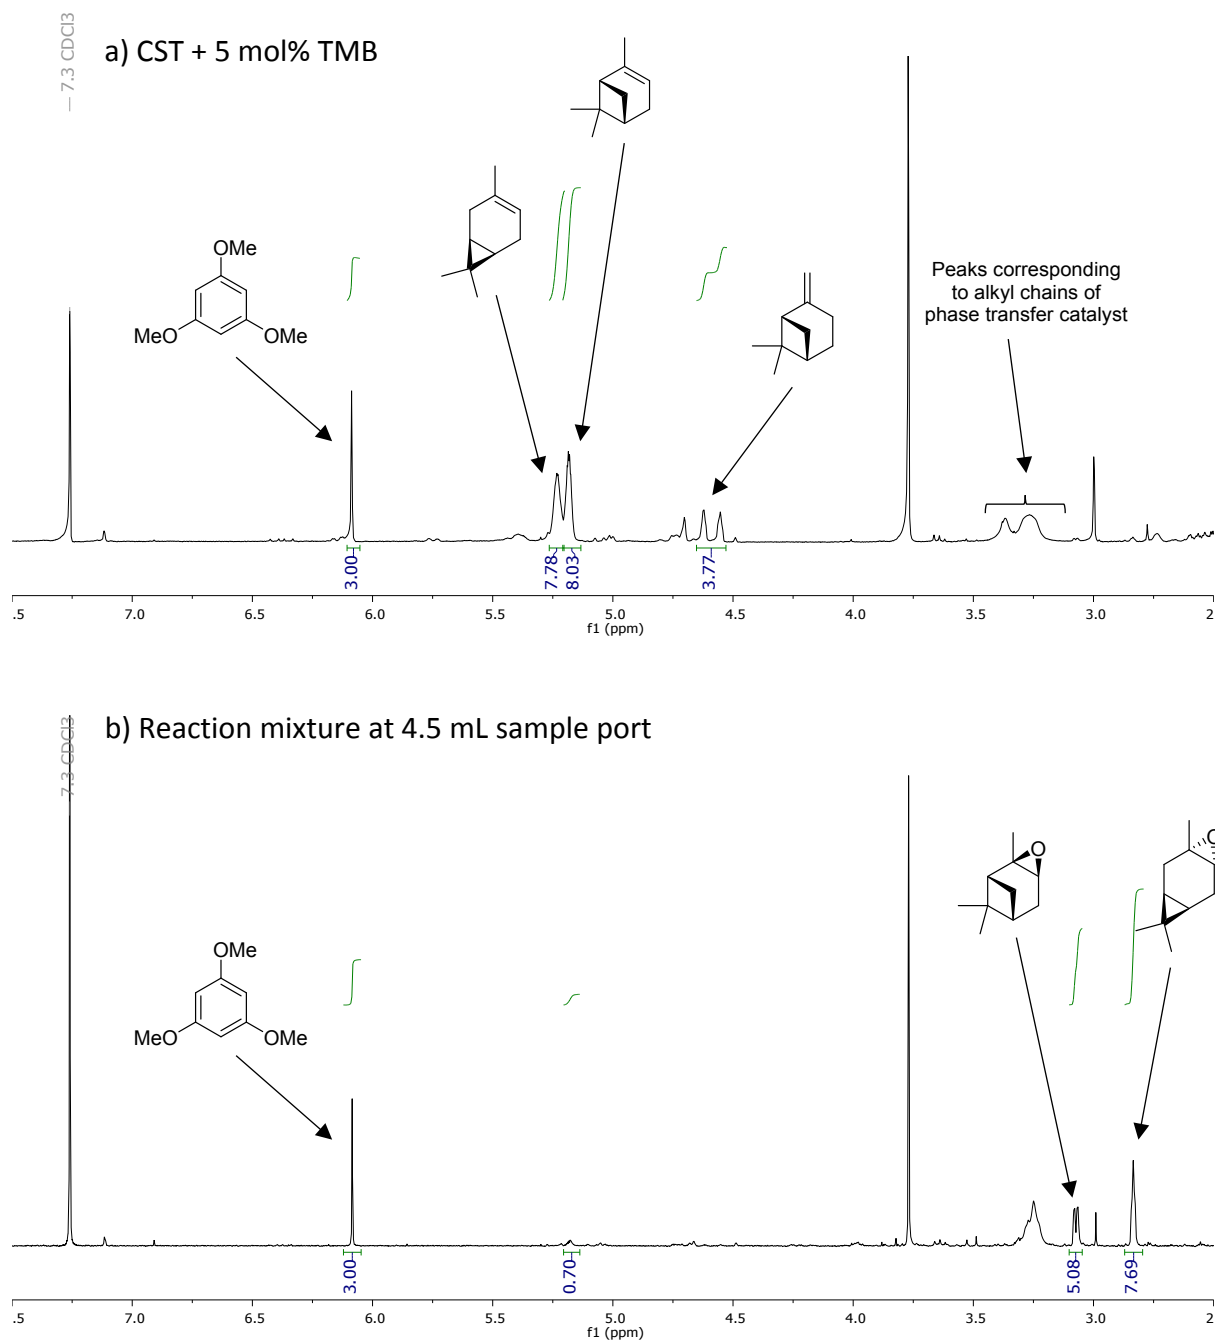 — 7.3 CDCl3
a) CST + 5 mol% TMB
OMe
MeO
OMe
Peaks corresponding
to alkyl chains of
phase transfer catalyst
3.00
7.78
8.03
3.77
.5 7.0 6.5 6.0 5.5 5.0 4.5 4.0 3.5 3.0 2
f1 (ppm)
7.3 CDCl3
b) Reaction mixture at 4.5 mL sample port
O
O
OMe
MeO
OMe
3.00
0.70
5.08
7.69
.5 7.0 6.5 6.0 5.5 5.0 4.5 4.0 3.5 3.0 2
f1 (ppm)